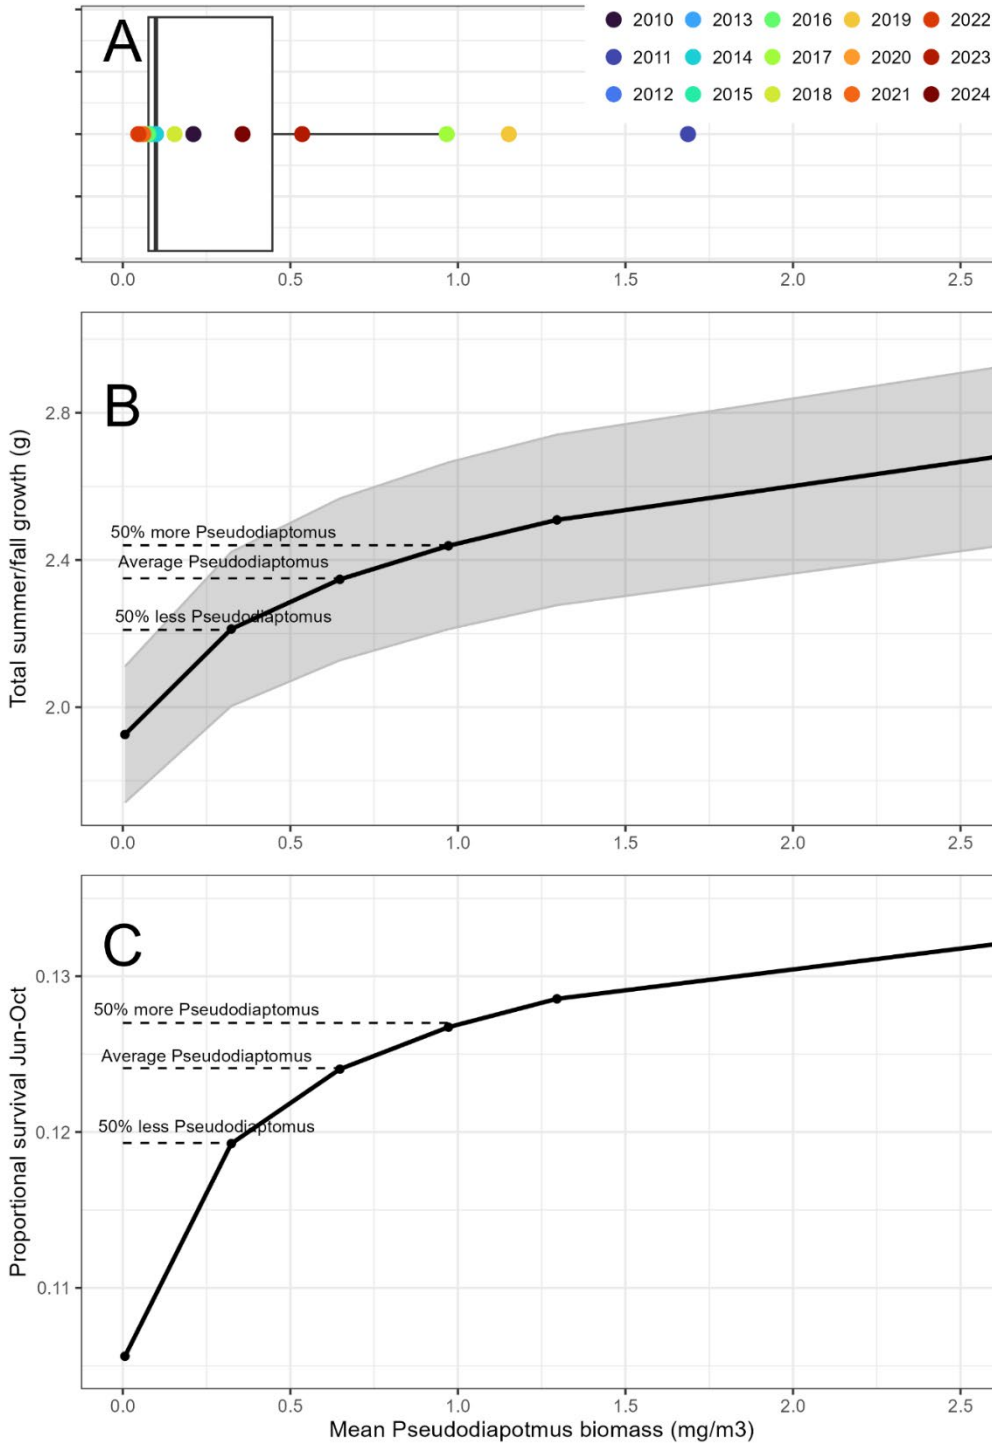 A
2010 2013 2016 2019 2022
2011 2014 2017 2020 2023
2012 2015 2018 2021 2024
0.0 0.5 1.0 1.5 2.0 2.5
B
Total summer/fall growth (g)
2.8
2.4
2.0
50% more Pseudodiaptomus
Average Pseudodiaptomus
50% less Pseudodiaptomus
0.0 0.5 1.0 1.5 2.0 2.5
C
Proportional survival Jun-Oct
0.13
0.12
0.11
50% more Pseudodiaptomus
Average Pseudodiaptomus
50% less Pseudodiaptomus
0.0 0.5 1.0 1.5 2.0 2.5
Mean Pseudodiapotmus biomass (mg/m3)